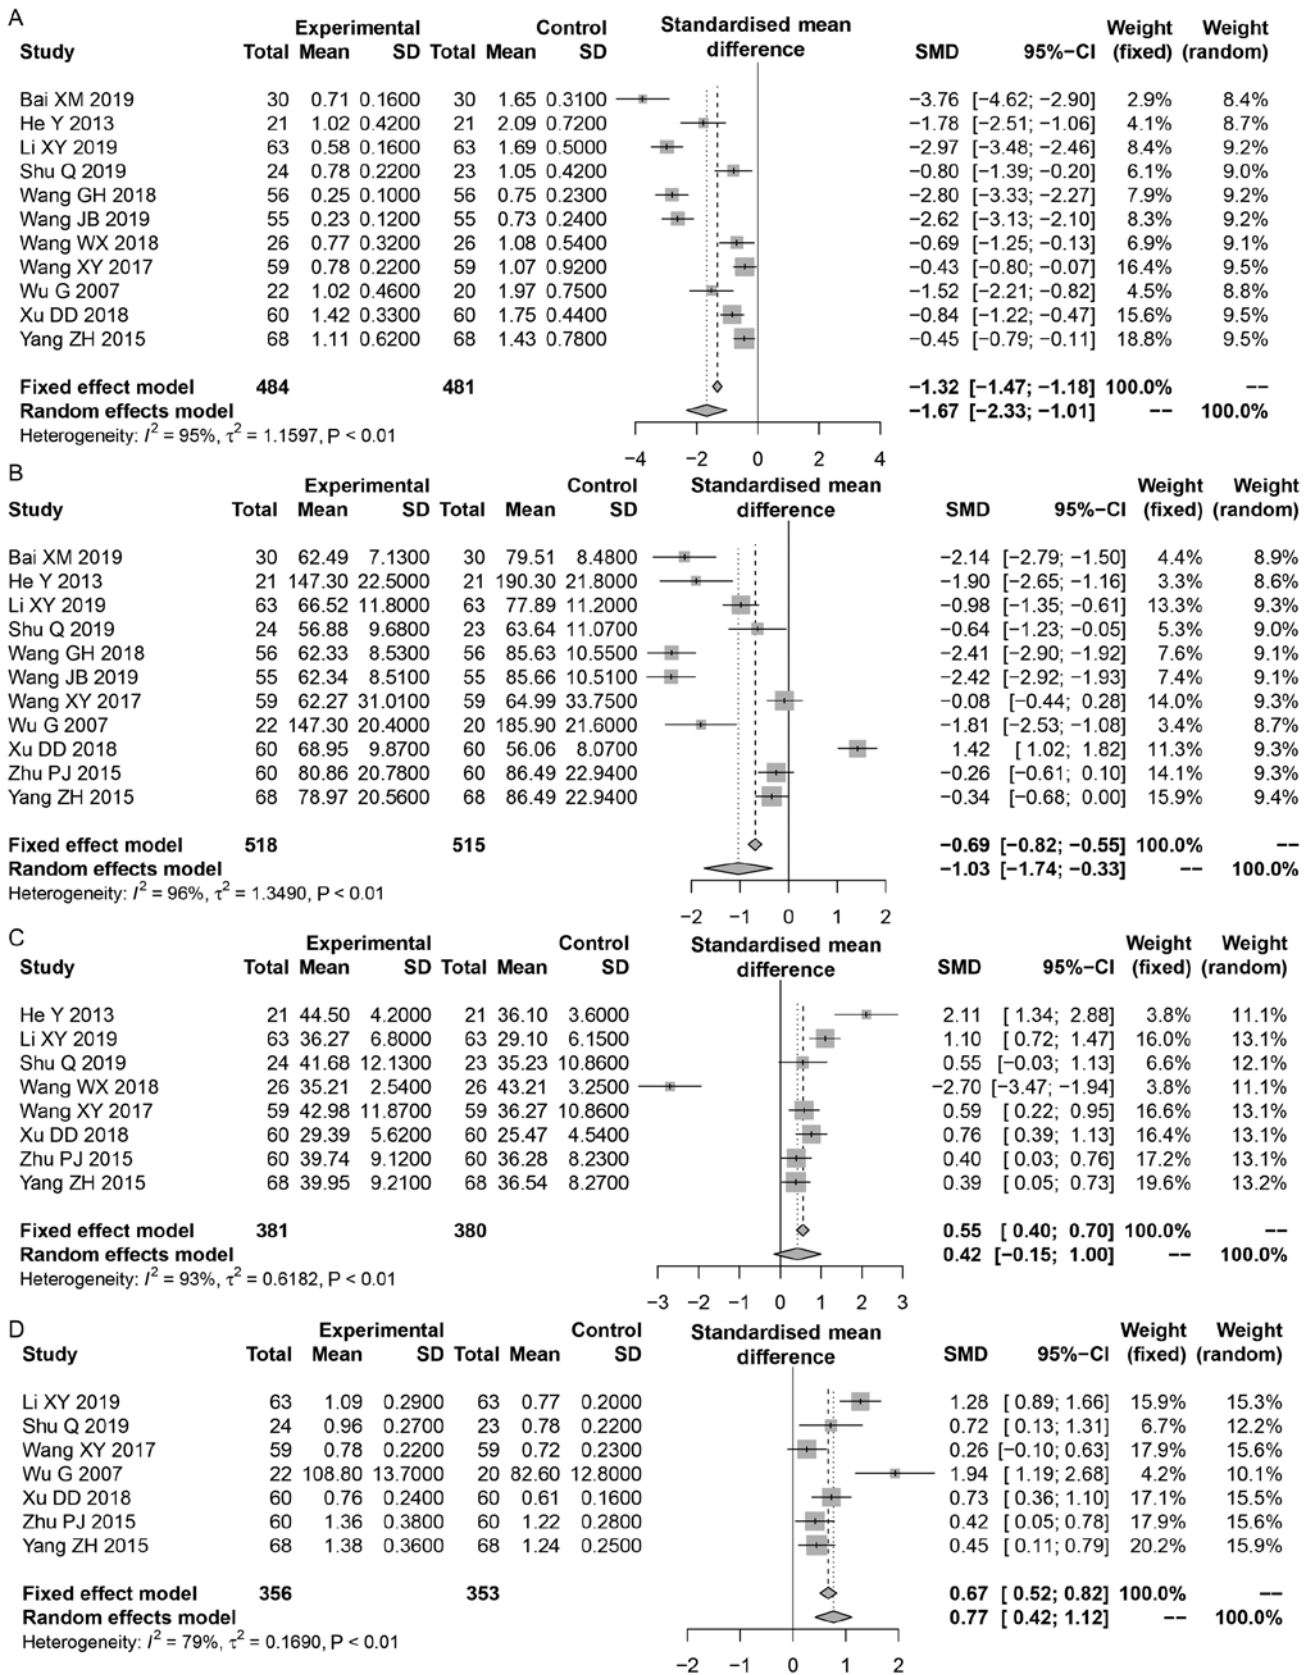 A
Experimental Control Standardised mean Weight Weight
Study Total Mean SD Total Mean SD difference SMD 95%−CI (fixed) (random)
Bai XM 2019 30 0.71 0.1600 30 1.65 0.3100 −3.76 [−4.62; −2.90] 2.9% 8.4%
He Y 2013 21 1.02 0.4200 21 2.09 0.7200 −1.78 [−2.51; −1.06] 4.1% 8.7%
Li XY 2019 63 0.58 0.1600 63 1.69 0.5000 −2.97 [−3.48; −2.46] 8.4% 9.2%
Shu Q 2019 24 0.78 0.2200 23 1.05 0.4200 −0.80 [−1.39; −0.20] 6.1% 9.0%
Wang GH 2018 56 0.25 0.1000 56 0.75 0.2300 −2.80 [−3.33; −2.27] 7.9% 9.2%
Wang JB 2019 55 0.23 0.1200 55 0.73 0.2400 −2.62 [−3.13; −2.10] 8.3% 9.2%
Wang WX 2018 26 0.77 0.3200 26 1.08 0.5400 −0.69 [−1.25; −0.13] 6.9% 9.1%
Wang XY 2017 59 0.78 0.2200 59 1.07 0.9200 −0.43 [−0.80; −0.07] 16.4% 9.5%
Wu G 2007 22 1.02 0.4600 20 1.97 0.7500 −1.52 [−2.21; −0.82] 4.5% 8.8%
Xu DD 2018 60 1.42 0.3300 60 1.75 0.4400 −0.84 [−1.22; −0.47] 15.6% 9.5%
Yang ZH 2015 68 1.11 0.6200 68 1.43 0.7800 −0.45 [−0.79; −0.11] 18.8% 9.5%
Fixed effect model 484 481 −1.32 [−1.47; −1.18] 100.0% −−
Random effects model −1.67 [−2.33; −1.01] −− 100.0%
Heterogeneity: I² = 95%, τ² = 1.1597, P < 0.01
−4 −2 0 2 4
B
Experimental Control Standardised mean Weight Weight
Study Total Mean SD Total Mean SD difference SMD 95%−CI (fixed) (random)
Bai XM 2019 30 62.49 7.1300 30 79.51 8.4800 −2.14 [−2.79; −1.50] 4.4% 8.9%
He Y 2013 21 147.30 22.5000 21 190.30 21.8000 −1.90 [−2.65; −1.16] 3.3% 8.6%
Li XY 2019 63 66.52 11.8000 63 77.89 11.2000 −0.98 [−1.35; −0.61] 13.3% 9.3%
Shu Q 2019 24 56.88 9.6800 23 63.64 11.0700 −0.64 [−1.23; −0.05] 5.3% 9.0%
Wang GH 2018 56 62.33 8.5300 56 85.63 10.5500 −2.41 [−2.90; −1.92] 7.6% 9.1%
Wang JB 2019 55 62.34 8.5100 55 85.66 10.5100 −2.42 [−2.92; −1.93] 7.4% 9.1%
Wang XY 2017 59 62.27 31.0100 59 64.99 33.7500 −0.08 [−0.44; 0.28] 14.0% 9.3%
Wu G 2007 22 147.30 20.4000 20 185.90 21.6000 −1.81 [−2.53; −1.08] 3.4% 8.7%
Xu DD 2018 60 68.95 9.8700 60 56.06 8.0700 1.42 [ 1.02; 1.82] 11.3% 9.3%
Zhu PJ 2015 60 80.86 20.7800 60 86.49 22.9400 −0.26 [−0.61; 0.10] 14.1% 9.3%
Yang ZH 2015 68 78.97 20.5600 68 86.49 22.9400 −0.34 [−0.68; 0.00] 15.9% 9.4%
Fixed effect model 518 515 −0.69 [−0.82; −0.55] 100.0% −−
Random effects model −1.03 [−1.74; −0.33] −− 100.0%
Heterogeneity: I² = 96%, τ² = 1.3490, P < 0.01
−2 −1 0 1 2
C
Experimental Control Standardised mean Weight Weight
Study Total Mean SD Total Mean SD difference SMD 95%−CI (fixed) (random)
He Y 2013 21 44.50 4.2000 21 36.10 3.6000 2.11 [ 1.34; 2.88] 3.8% 11.1%
Li XY 2019 63 36.27 6.8000 63 29.10 6.1500 1.10 [ 0.72; 1.47] 16.0% 13.1%
Shu Q 2019 24 41.68 12.1300 23 35.23 10.8600 0.55 [−0.03; 1.13] 6.6% 12.1%
Wang WX 2018 26 35.21 2.5400 26 43.21 3.2500 −2.70 [−3.47; −1.94] 3.8% 11.1%
Wang XY 2017 59 42.98 11.8700 59 36.27 10.8600 0.59 [ 0.22; 0.95] 16.6% 13.1%
Xu DD 2018 60 29.39 5.6200 60 25.47 4.5400 0.76 [ 0.39; 1.13] 16.4% 13.1%
Zhu PJ 2015 60 39.74 9.1200 60 36.28 8.2300 0.40 [ 0.03; 0.76] 17.2% 13.1%
Yang ZH 2015 68 39.95 9.2100 68 36.54 8.2700 0.39 [ 0.05; 0.73] 19.6% 13.2%
Fixed effect model 381 380 0.55 [ 0.40; 0.70] 100.0% −−
Random effects model 0.42 [−0.15; 1.00] −− 100.0%
Heterogeneity: I² = 93%, τ² = 0.6182, P < 0.01
−3 −2 −1 0 1 2 3
D
Experimental Control Standardised mean Weight Weight
Study Total Mean SD Total Mean SD difference SMD 95%−CI (fixed) (random)
Li XY 2019 63 1.09 0.2900 63 0.77 0.2000 1.28 [ 0.89; 1.66] 15.9% 15.3%
Shu Q 2019 24 0.96 0.2700 23 0.78 0.2200 0.72 [ 0.13; 1.31] 6.7% 12.2%
Wang XY 2017 59 0.78 0.2200 59 0.72 0.2300 0.26 [−0.10; 0.63] 17.9% 15.6%
Wu G 2007 22 108.80 13.7000 20 82.60 12.8000 1.94 [ 1.19; 2.68] 4.2% 10.1%
Xu DD 2018 60 0.76 0.2400 60 0.61 0.1600 0.73 [ 0.36; 1.10] 17.1% 15.5%
Zhu PJ 2015 60 1.36 0.3800 60 1.22 0.2800 0.42 [ 0.05; 0.78] 17.9% 15.6%
Yang ZH 2015 68 1.38 0.3600 68 1.24 0.2500 0.45 [ 0.11; 0.79] 20.2% 15.9%
Fixed effect model 356 353 0.67 [ 0.52; 0.82] 100.0% −−
Random effects model 0.77 [ 0.42; 1.12] −− 100.0%
Heterogeneity: I² = 79%, τ² = 0.1690, P < 0.01
−2 −1 0 1 2